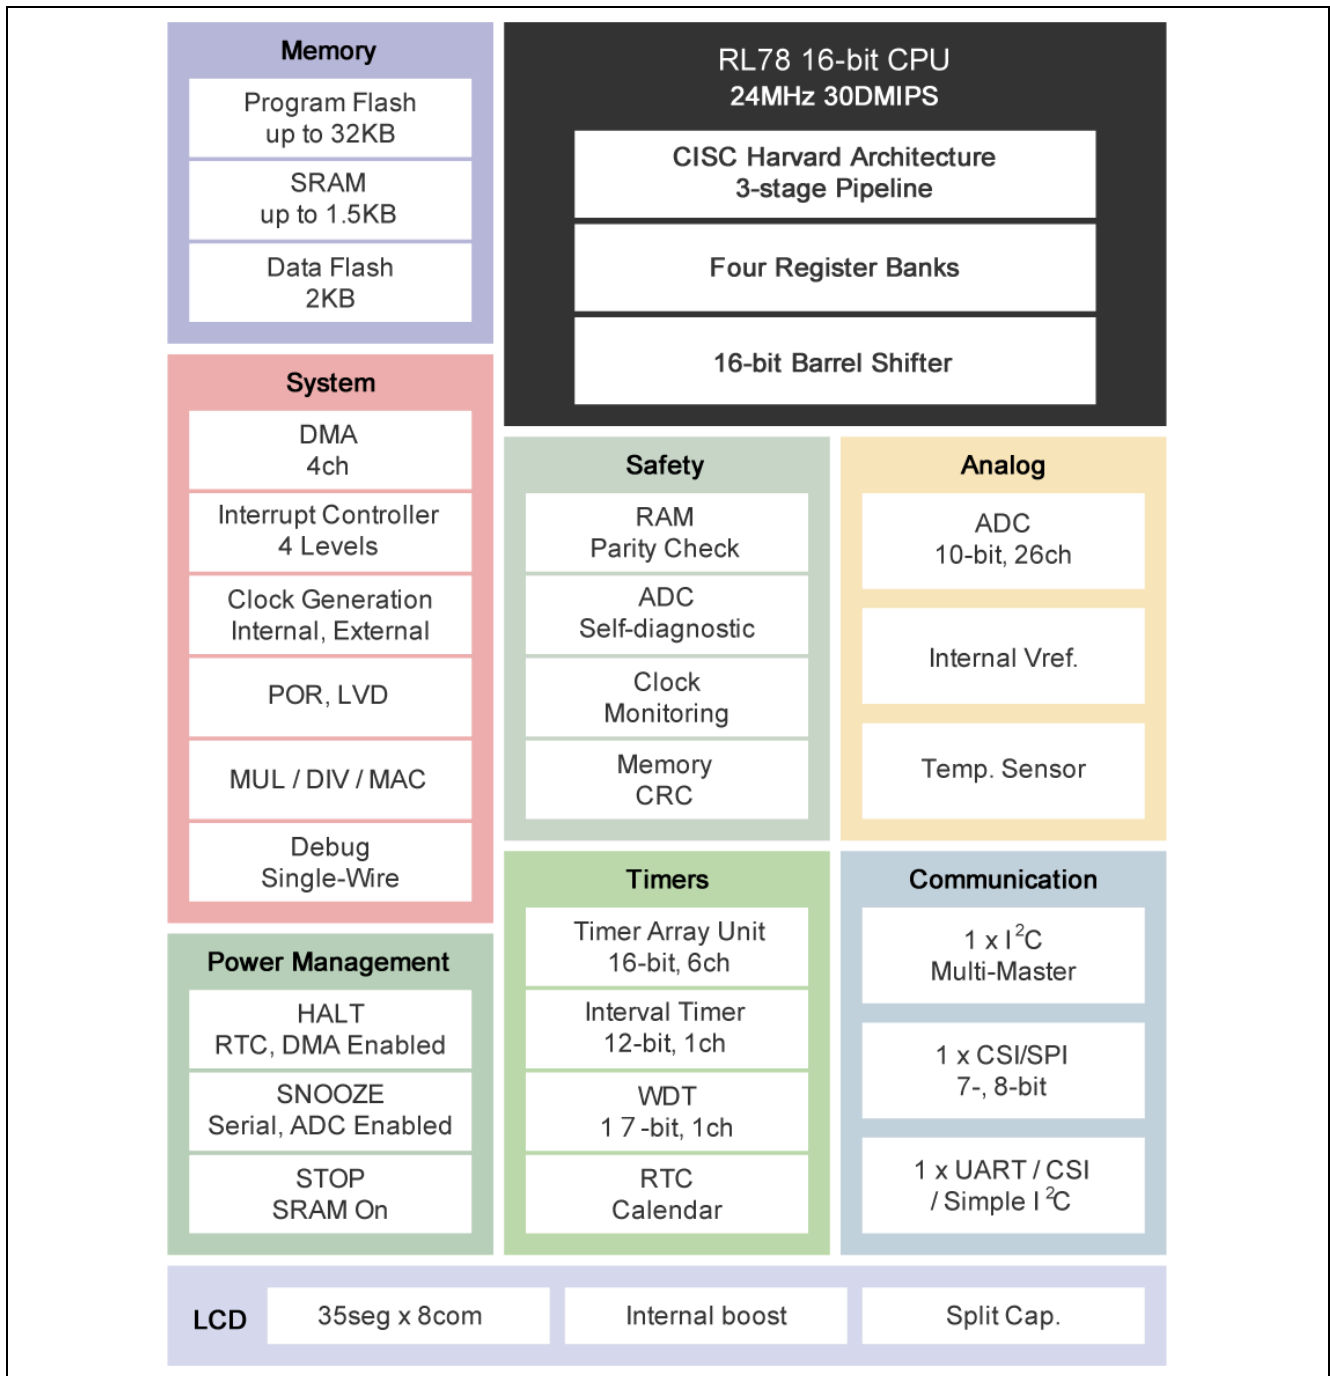 Memory
Program Flash
up to 32KB
SRAM
up to 1.5KB
Data Flash
2KB
RL78 16-bit CPU
24MHz 30DMIPS
CISC Harvard Architecture
3-stage Pipeline
Four Register Banks
16-bit Barrel Shifter
System
DMA
4ch
Interrupt Controller
4 Levels
Clock Generation
Internal, External
POR, LVD
MUL / DIV / MAC
Debug
Single-Wire
Safety
RAM
Parity Check
ADC
Self-diagnostic
Clock
Monitoring
Memory
CRC
Analog
ADC
10-bit, 26ch
Internal Vref.
Temp. Sensor
Power Management
HALT
RTC, DMA Enabled
SNOOZE
Serial, ADC Enabled
STOP
SRAM On
Timers
Timer Array Unit
16-bit, 6ch
Interval Timer
12-bit, 1ch
WDT
1 7 -bit, 1ch
RTC
Calendar
Communication
1 x I²C
Multi-Master
1 x CSI/SPI
7-, 8-bit
1 x UART / CSI
/ Simple I²C
LCD
35seg x 8com
Internal boost
Split Cap.